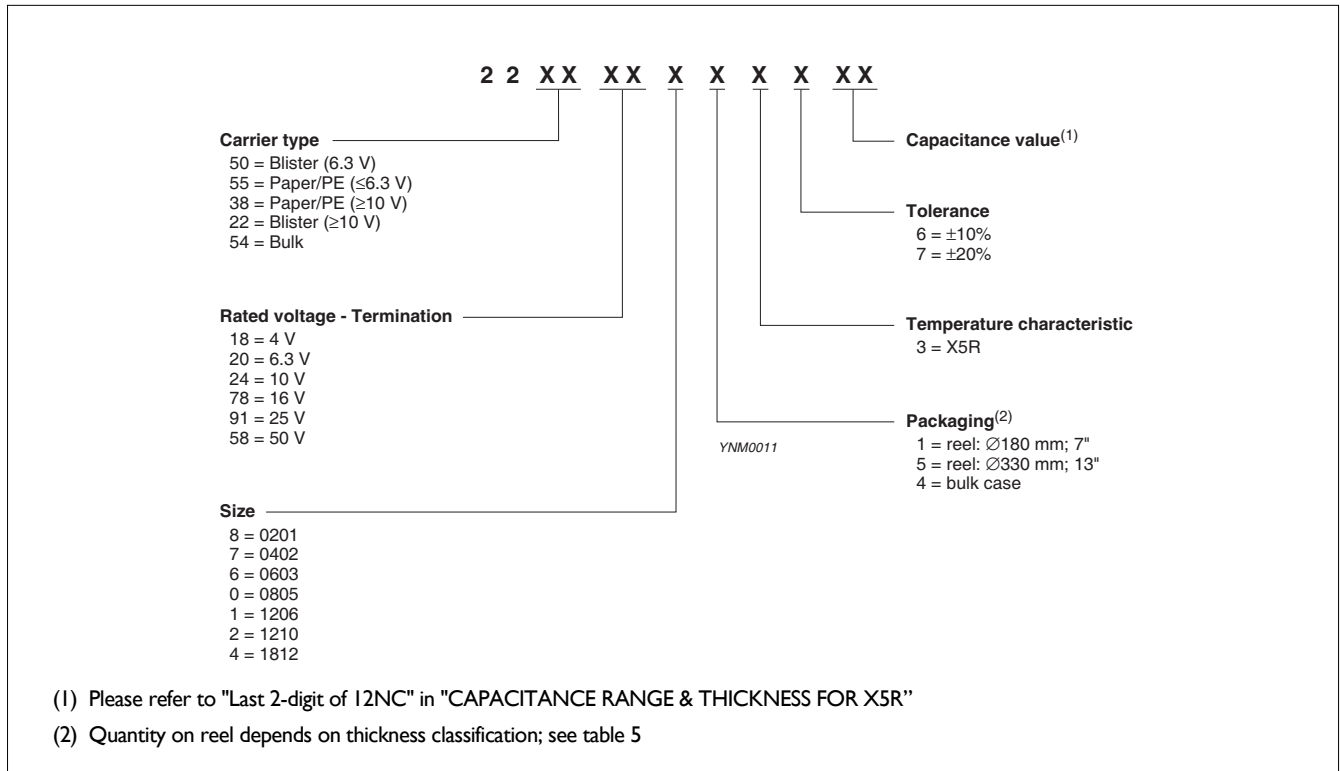 2 2 XX XX X X X X XX
Carrier type
50 = Blister (6.3 V)
55 = Paper/PE (≤6.3 V)
38 = Paper/PE (≥10 V)
22 = Blister (≥10 V)
54 = Bulk
Rated voltage - Termination
18 = 4 V
20 = 6.3 V
24 = 10 V
78 = 16 V
91 = 25 V
58 = 50 V
Size
8 = 0201
7 = 0402
6 = 0603
0 = 0805
1 = 1206
2 = 1210
4 = 1812
Capacitance value(1)
Tolerance
6 = ±10%
7 = ±20%
Temperature characteristic
3 = X5R
Packaging(2)
1 = reel: ∅180 mm; 7"
5 = reel: ∅330 mm; 13"
4 = bulk case
YNM0011
(1) Please refer to "Last 2-digit of 12NC" in "CAPACITANCE RANGE & THICKNESS FOR X5R”
(2) Quantity on reel depends on thickness classification; see table 5